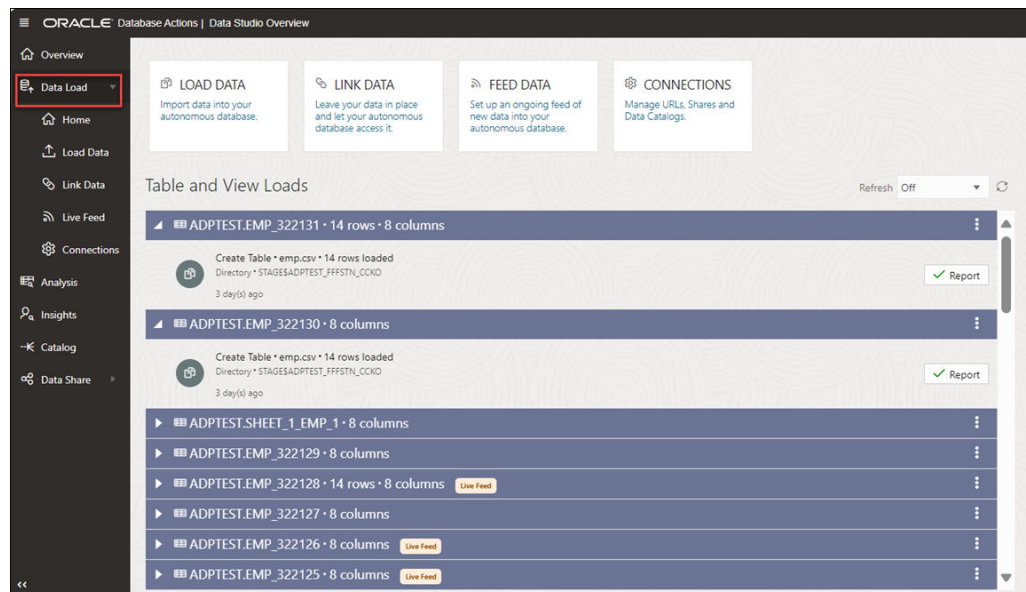 ORACLE Database Actions | Data Studio Overview
Overview
Data Load
Home
Load Data
Link Data
Live Feed
Connections
Analysis
Insights
Catalog
Data Share
<<
LOAD DATA
Import data into your
autonomous database.
LINK DATA
Leave your data in place
and let your autonomous
database access it.
FEED DATA
Set up an ongoing feed of
new data into your
autonomous database.
CONNECTIONS
Manage URLs, Shares and
Data Catalogs.
Table and View Loads
Refresh Off
ADPTEST.EMP_322131 • 14 rows • 8 columns
Create Table • emp.csv • 14 rows loaded
Directory • STAGE$ADPTEST_FFFSTN_CCKO
3 day(s) ago
Report
ADPTEST.EMP_322130 • 8 columns
Create Table • emp.csv • 14 rows loaded
Directory • STAGE$ADPTEST_FFFSTN_CCKO
3 day(s) ago
Report
ADPTEST.SHEET_1_EMP_1 • 8 columns
ADPTEST.EMP_322129 • 8 columns
ADPTEST.EMP_322128 • 14 rows • 8 columns Live Feed
ADPTEST.EMP_322127 • 8 columns
ADPTEST.EMP_322126 • 8 columns Live Feed
ADPTEST.EMP_322125 • 8 columns Live Feed